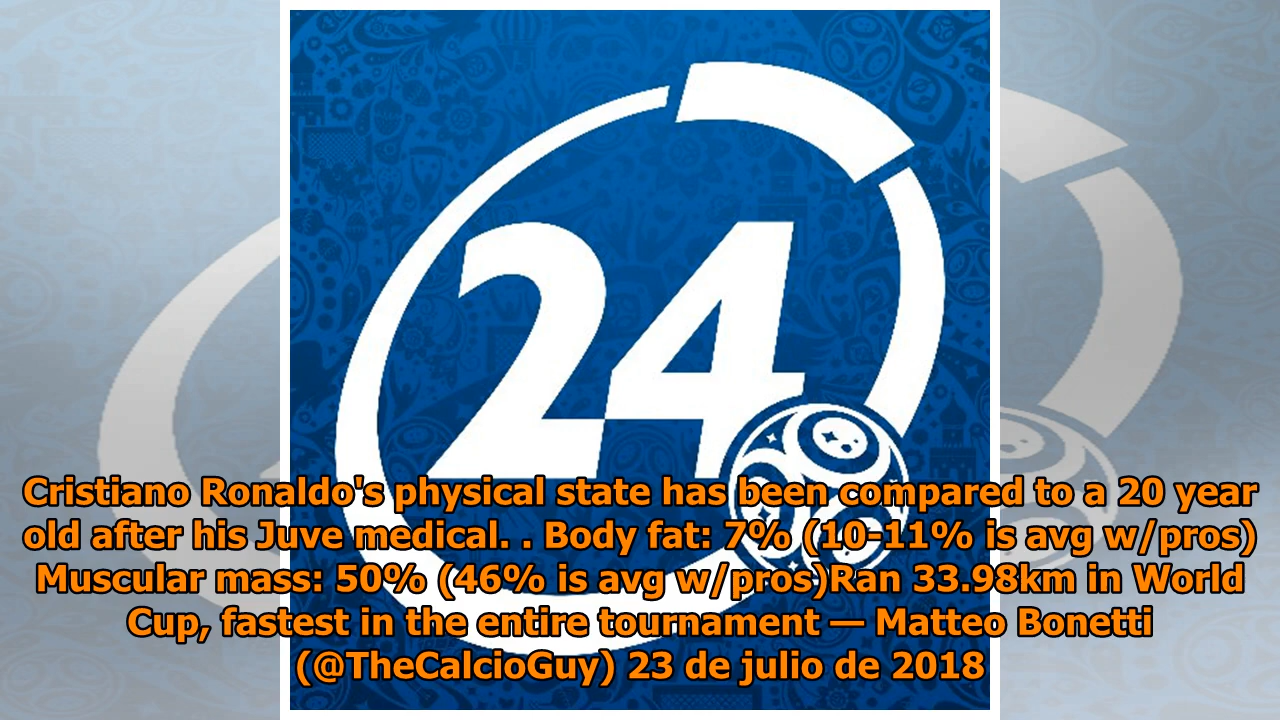 24
Cristiano Ronaldo's physical state has been compared to a 20 year
old after his Juve medical. . Body fat: 7% (10-11% is avg w/pros)
Muscular mass: 50% (46% is avg w/pros)Ran 33.98km in World
Cup, fastest in the entire tournament — Matteo Bonetti
(@TheCalcioGuy) 23 de julio de 2018